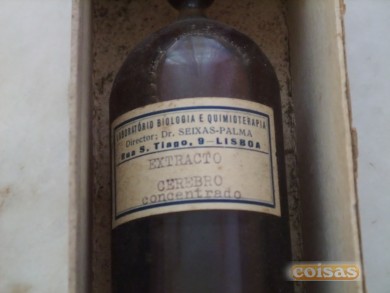 LABORATÓRIO BIOLOGIA E QUIMIOTERAPIA
Director: Dr. SEIXAS-PALMA
Rua S. Tiago, 9 — LISBOA
EXTRACTO
CEREBRO
concentrado
coisas